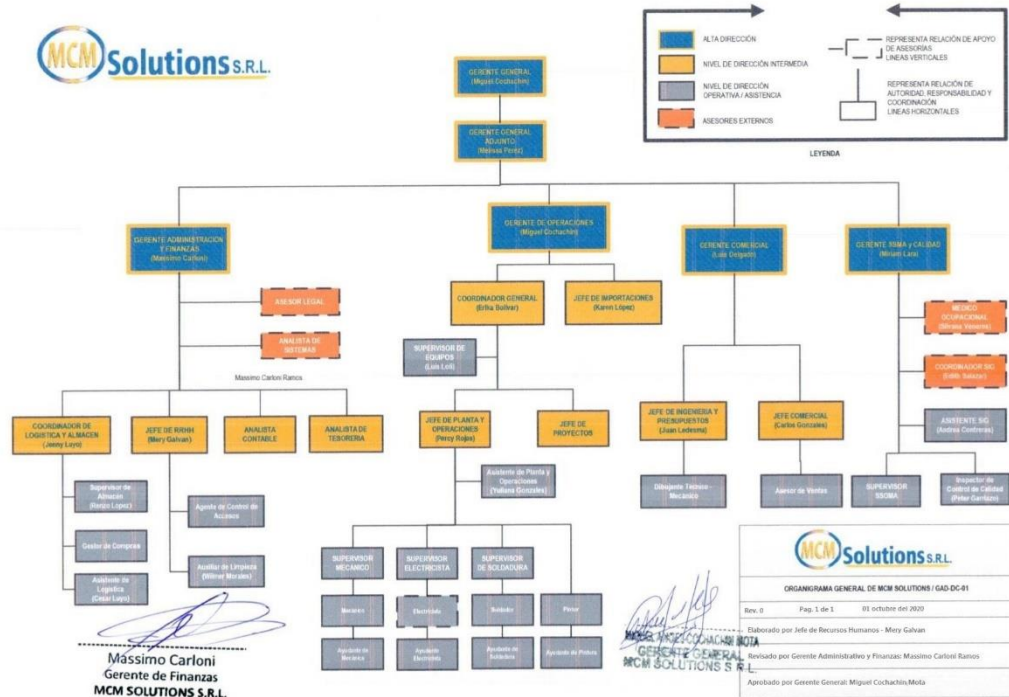 MCM Solutions S.R.L.
ALTA DIRECCIÓN
NIVEL DE DIRECCIÓN INTERMEDIA
NIVEL DE DIRECCIÓN
OPERATIVA / ASISTENCIA
ASESORES EXTERNOS
REPRESENTA RELACIÓN DE APOYO
DE ASESORÍAS
LINEAS VERTICALES
REPRESENTA RELACIÓN DE
AUTORIDAD, RESPONSABILIDAD Y
COORDINACIÓN
LINEAS HORIZONTALES
LEYENDA
GERENTE GENERAL
(Miguel Cochachin)
GERENTE GENERAL
ADJUNTO
(Melissa Perez)
GERENTE ADMINISTRACION
Y FINANZAS
(Massimo Carloni)
GERENTE DE OPERACIONES
(Miguel Cochachin)
GERENTE COMERCIAL
(Luis Delgado)
GERENTE SSMA y CALIDAD
(Miriam Lara)
ASESOR LEGAL
ANALISTA DE
SISTEMAS
Massimo Carloni Ramos
COORDINADOR GENERAL
(Erika Bolivar)
JEFE DE IMPORTACIONES
(Karen López)
SUPERVISOR DE
EQUIPOS
(Luis Loli)
MEDICO
OCUPACIONAL
COORDINADOR SIG
(Edith Salazar)
ASISTENTE SIG
(Andrea Contreras)
COORDINADOR DE
LOGISTICA Y ALMACEN
(Jenny Luyo)
JEFE DE RRHH
(Mery Galvan)
ANALISTA
CONTABLE
ANALISTA DE
TESORERIA
JEFE DE PLANTA Y
OPERACIONES
(Percy Rojas)
JEFE DE
PROYECTOS
JEFE DE INGENIERIA Y
PRESUPUESTOS
(Juan Ledesma)
JEFE COMERCIAL
(Carlos Gonzales)
Supervisor de
Almacén
(Renzo Lopez)
Gestor de Compras
Asistente de
Logística
(Cesar Luyo)
Agente de Control de
Accesos
Auxiliar de Limpieza
(Wilmer Morales)
Asistente de Planta y
Operaciones
(Yuliana Gonzales)
Dibujante Técnico -
Mecánico
Asesor de Ventas
SUPERVISOR
SSOMA
Inspector de
Control de Calidad
SUPERVISOR
MECANICO
SUPERVISOR
ELECTRICISTA
SUPERVISOR
DE SOLDADURA
Mecánico
Electricista
Soldador
Pintor
Ayudante de
Mecánica
Ayudante
Electricista
Ayudante de
Soldadura
Ayudante de Pintura
Massimo Carloni
Gerente de Finanzas
MCM SOLUTIONS S.R.L.
MIGUEL ANGEL COCHACHIN MOTA
GERENTE GENERAL
MCM SOLUTIONS S.R.L.
MCM Solutions S.R.L.
ORGANIGRAMA GENERAL DE MCM SOLUTIONS / GAD-DC-01
Rev. 0 Pag. 1 de 1 01 octubre del 2020
Elaborado por Jefe de Recursos Humanos - Mery Galvan
Revisado por Gerente Administrativo y Finanzas: Massimo Carloni Ramos
Aprobado por Gerente General: Miguel Cochachin Mota